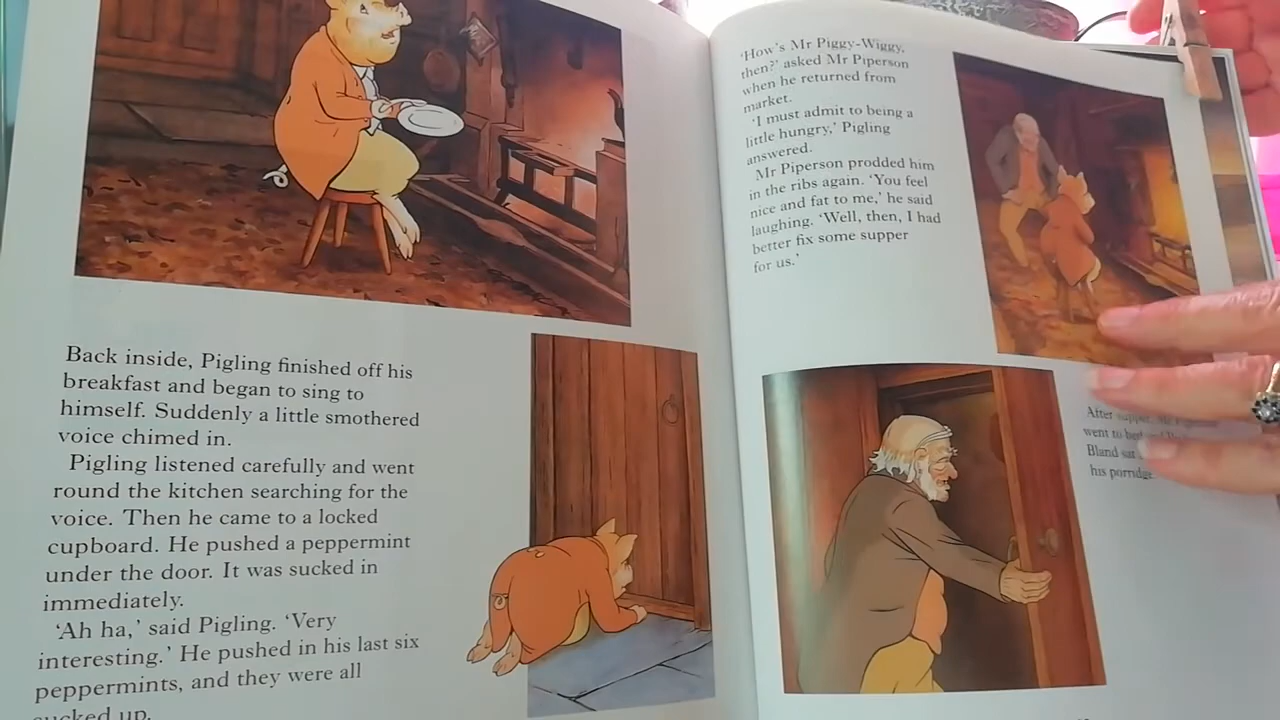 Back inside, Pigling finished off his
breakfast and began to sing to
himself. Suddenly a little smothered
voice chimed in.
Pigling listened carefully and went
round the kitchen searching for the
voice. Then he came to a locked
cupboard. He pushed a peppermint
under the door. It was sucked in
immediately.
‘Ah ha,’ said Pigling. ‘Very
interesting.’ He pushed in his last six
peppermints, and they were all
sucked up.
‘How's Mr Piggy-Wiggy,
then?’ asked Mr Piperson
when he returned from
market.
‘I must admit to being a
little hungry,’ Pigling
answered.
Mr Piperson prodded him
in the ribs again. ‘You feel
nice and fat to me,’ he said
laughing. ‘Well, then, I had
better fix some supper
for us.’
After supper, Mr
went to bed
Bland sat
his porridge